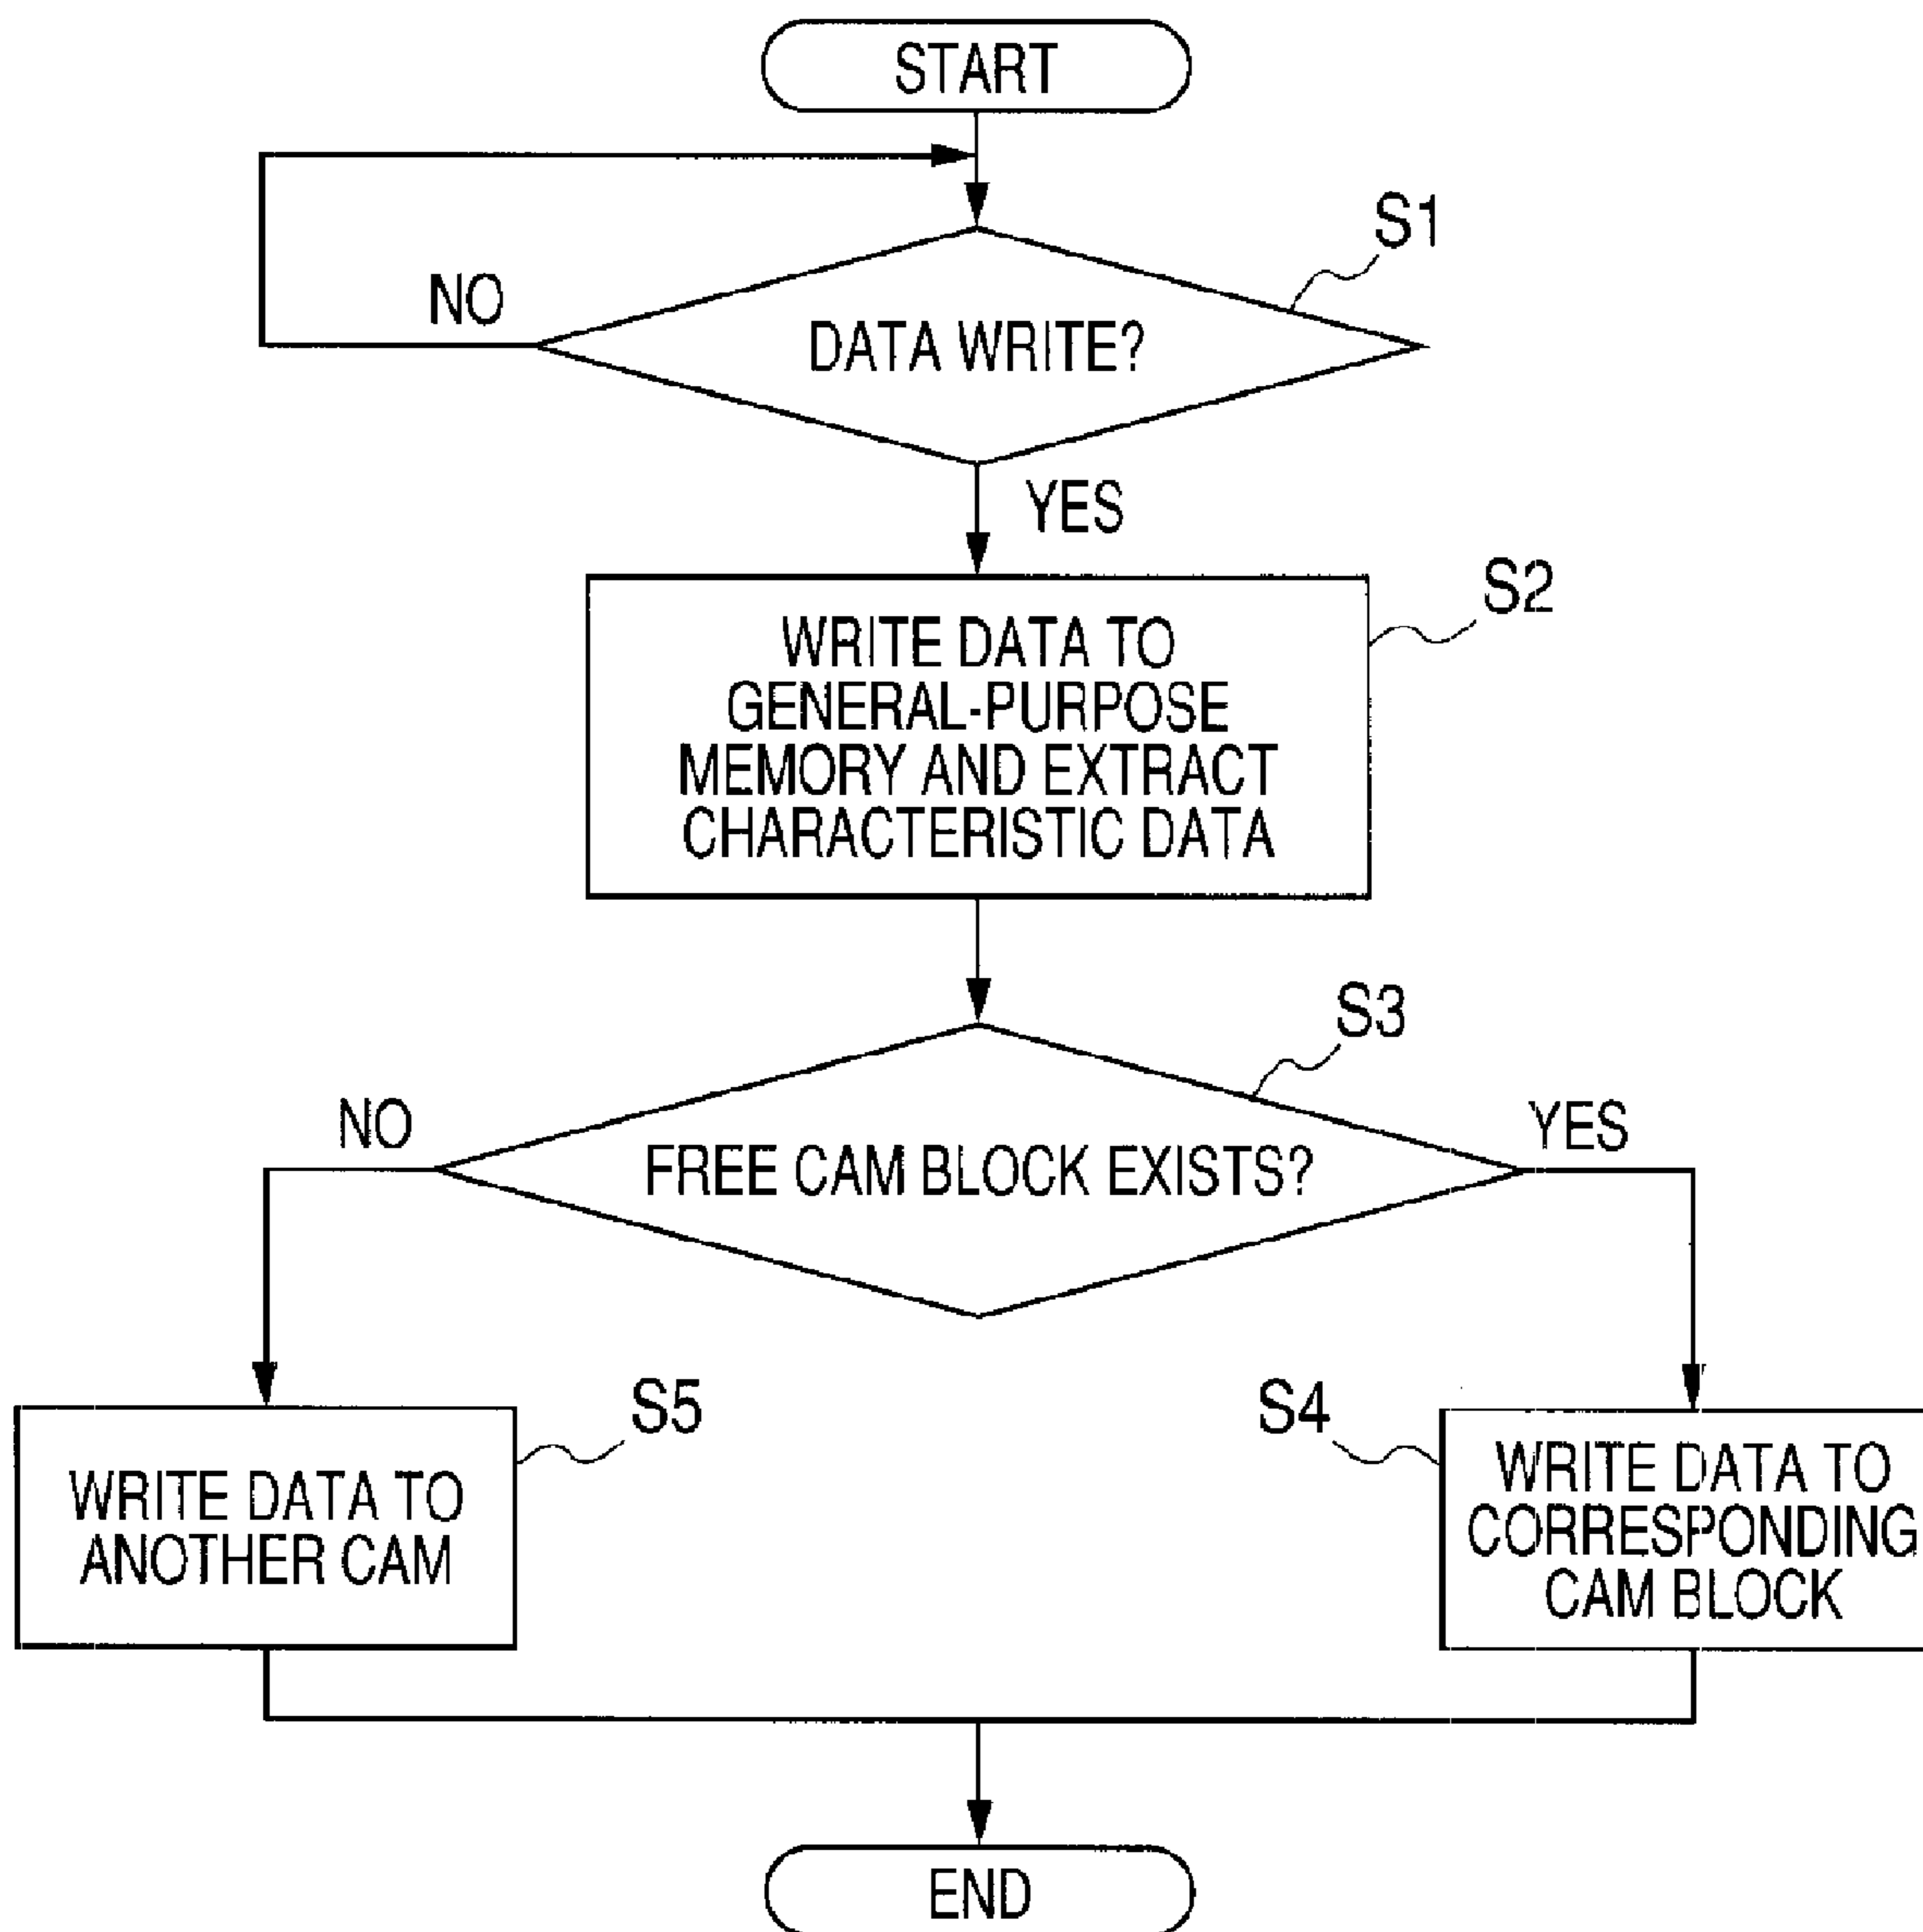 START
S1
NO
DATA WRITE?
YES
S2
WRITE DATA TO
GENERAL-PURPOSE
MEMORY AND EXTRACT
CHARACTERISTIC DATA
S3
NO
YES
FREE CAM BLOCK EXISTS?
S5
WRITE DATA TO
ANOTHER CAM
S4
WRITE DATA TO
CORRESPONDING
CAM BLOCK
END